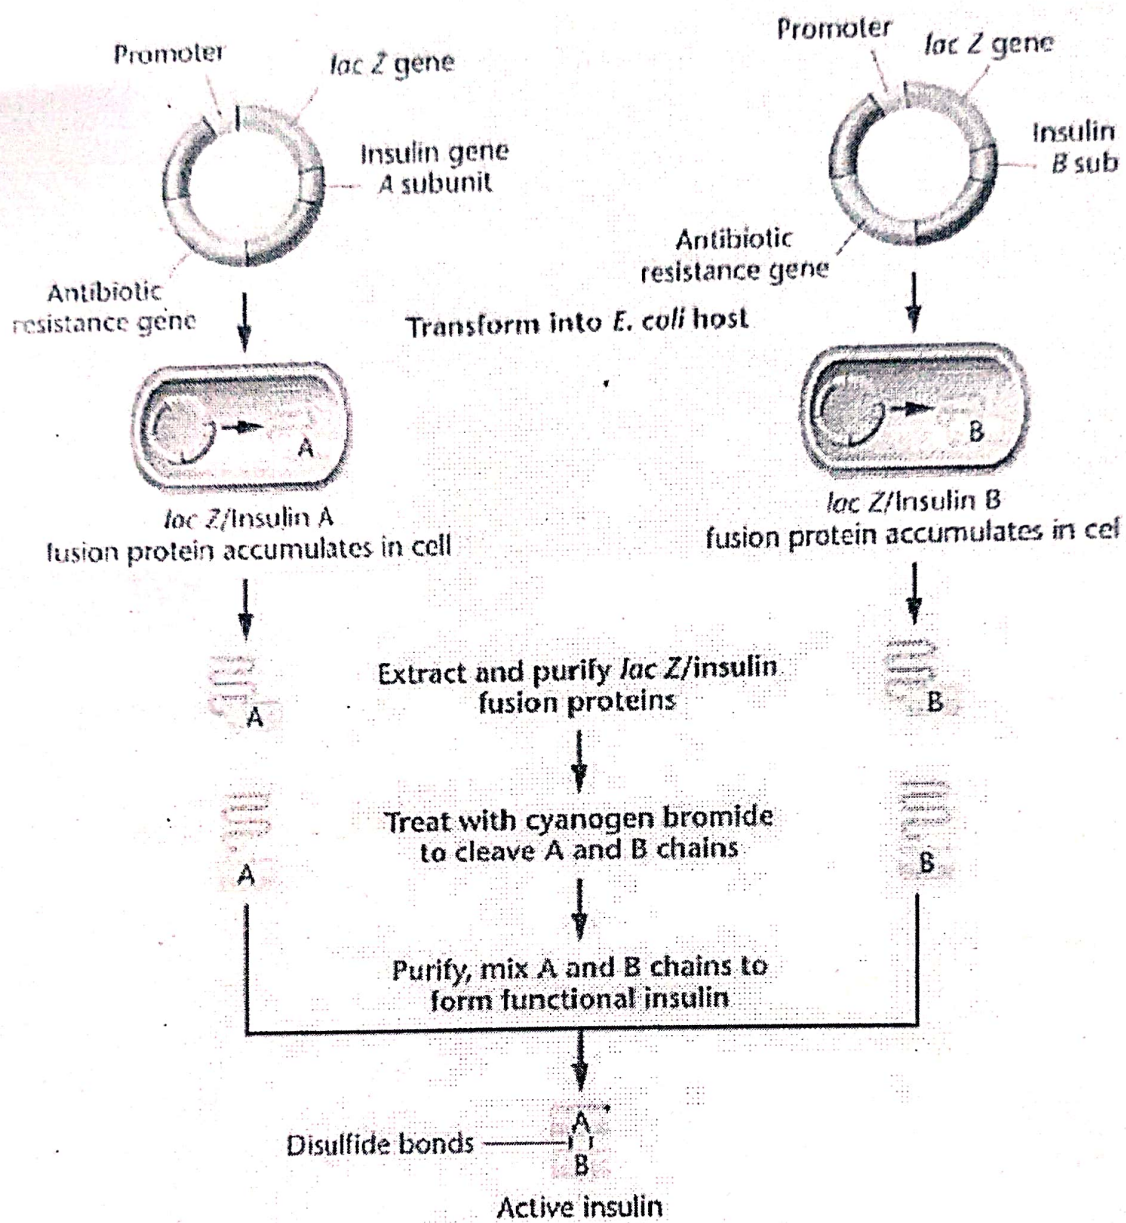 Promoter
lac Z gene
Insulin gene
A subunit
Antibiotic
resistance gene
Promoter
lac Z gene
Insulin
B sub
Antibiotic
resistance gene
Transform into E. coli host
A
B
lac Z/Insulin A
fusion protein accumulates in cell
lac Z/Insulin B
fusion protein accumulates in cel
A
Extract and purify lac Z/insulin
fusion proteins
B
A
Treat with cyanogen bromide
to cleave A and B chains
B
Purify, mix A and B chains to
form functional insulin
Disulfide bonds
A
B
Active insulin